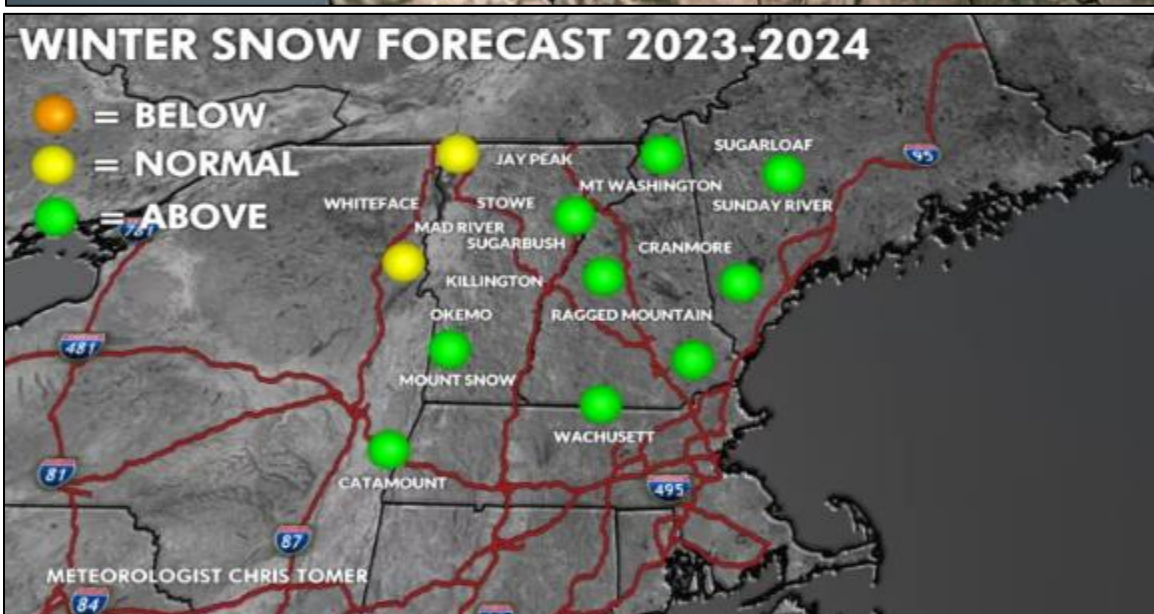 WINTER SNOW FORECAST 2023-2024
= BELOW
= NORMAL
= ABOVE
JAY PEAK
SUGARLOAF
95
MT WASHINGTON
WHITEFACE
STOWE
SUNDAY RIVER
781
MAD RIVER
SUGARBUSH
CRANMORE
KILLINGTON
OKEMO
RAGGED MOUNTAIN
481
MOUNT SNOW
WACHUSETT
81
CATAMOUNT
495
87
METEOROLOGIST CHRIS TOMER
84